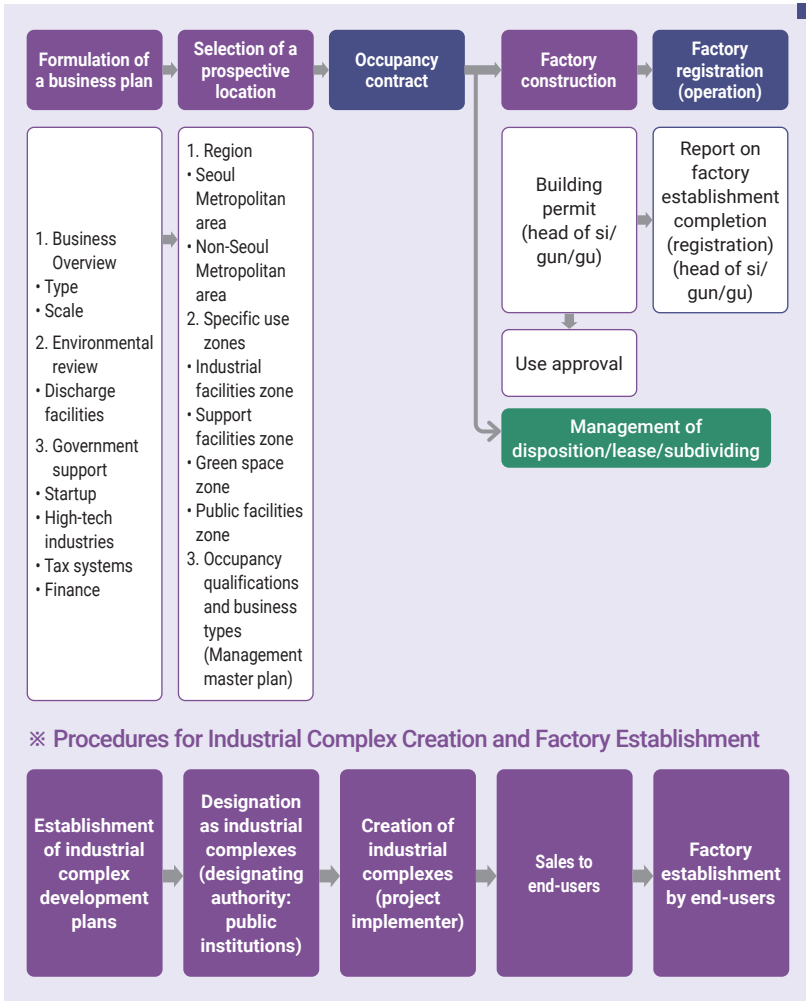 Formulation of
a business plan
Selection of a
prospective
location
Occupancy
contract
Factory
construction
Factory
registration
(operation)
1. Business
Overview
• Type
• Scale
2. Environmental
review
• Discharge
facilities
3. Government
support
• Startup
• High-tech
industries
• Tax systems
• Finance
1. Region
• Seoul
Metropolitan
area
• Non-Seoul
Metropolitan
area
2. Specific use
zones
• Industrial
facilities zone
• Support
facilities zone
• Green space
zone
• Public facilities
zone
3. Occupancy
qualifications
and business
types
(Management
master plan)
Building
permit
(head of si/
gun/gu)
Use approval
Report on
factory
establishment
completion
(registration)
(head of si/
gun/gu)
Management of
disposition/lease/subdividing
※ Procedures for Industrial Complex Creation and Factory Establishment
Establishment
of industrial
complex
development
plans
Designation
as industrial
complexes
(designating
authority:
public
institutions)
Creation of
industrial
complexes
(project
implementer)
Sales to
end-users
Factory
establishment
by end-users